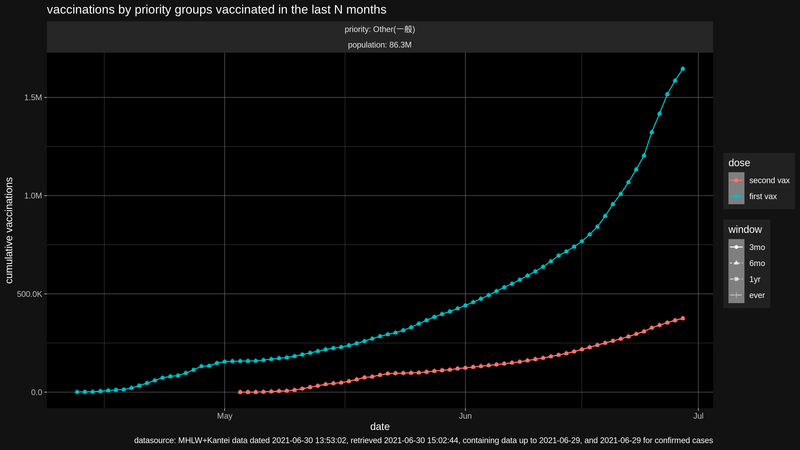 vaccinations by priority groups vaccinated in the last N months
priority: Other(一般)
population: 86.3M
cumulative vaccinations
1.5M
1.0M
500.0K
0.0
May
Jun
Jul
date
dose
second vax
first vax
window
3mo
6mo
1yr
ever
datasource: MHLW+Kantei data dated 2021-06-30 13:53:02, retrieved 2021-06-30 15:02:44, containing data up to 2021-06-29, and 2021-06-29 for confirmed cases